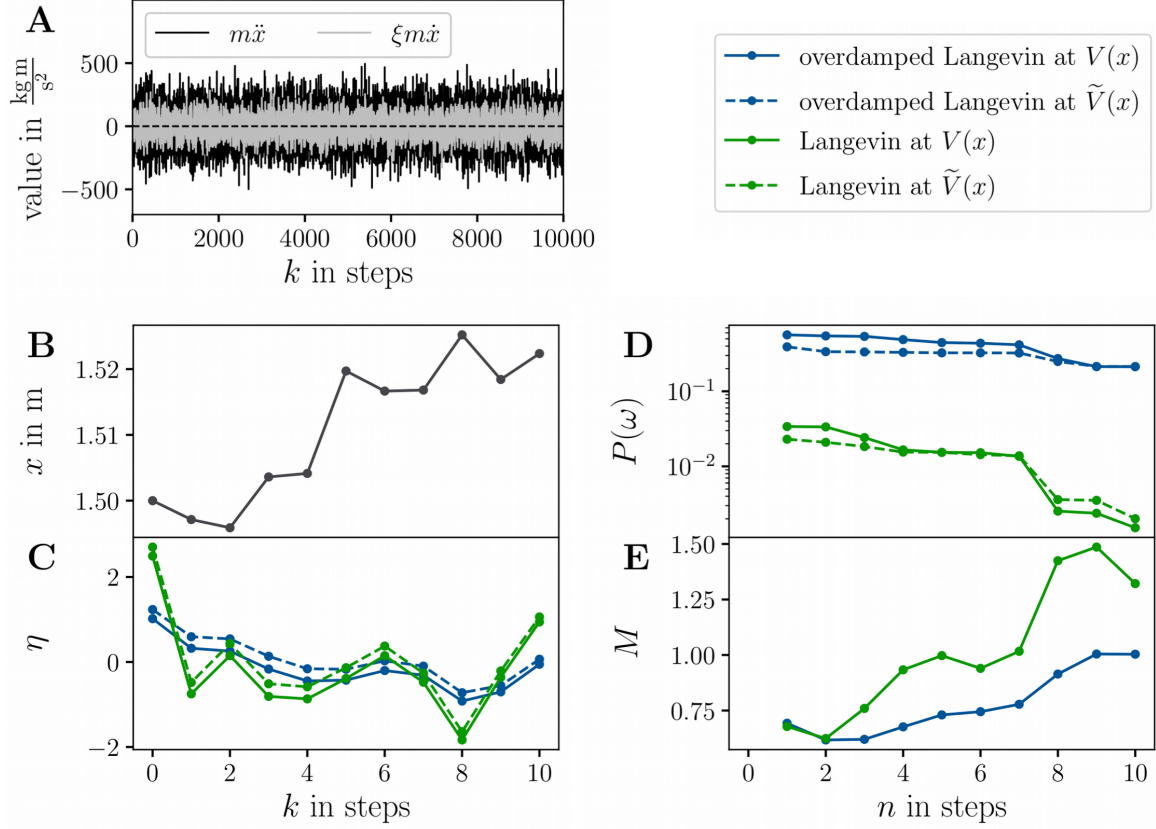 A
mẍ
ξmẋ
value in kg m/s²
500
0
−500
0
2000
4000
6000
8000
10000
k in steps
overdamped Langevin at V(x)
overdamped Langevin at Ṽ(x)
Langevin at V(x)
Langevin at Ṽ(x)
B
x in m
1.52
1.51
1.50
C
η
2
0
−2
0
2
4
6
8
10
k in steps
D
P(ω)
10⁻¹
10⁻²
E
M
1.50
1.25
1.00
0.75
0
2
4
6
8
10
n in steps